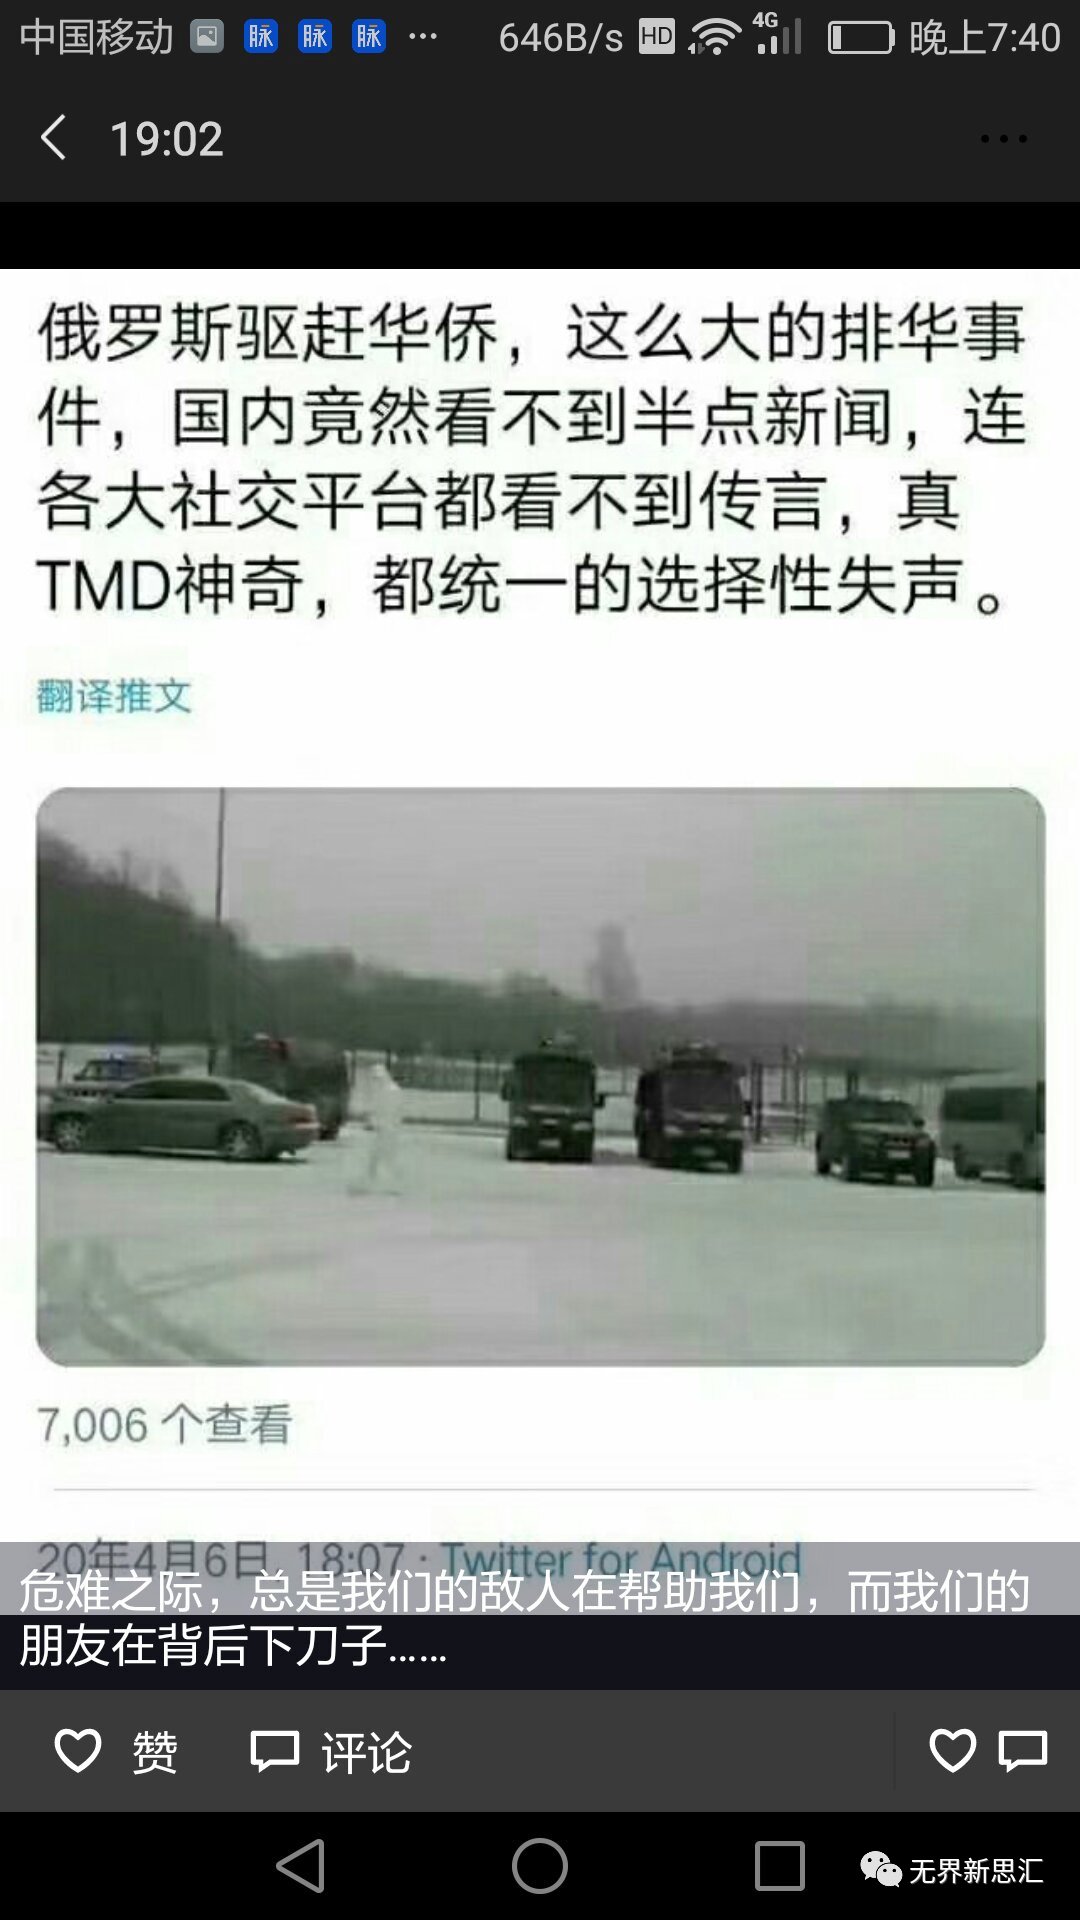 中国移动 脉 脉 脉 ... 646B/s HD 4G 晚上7:40
19:02
俄罗斯驱赶华侨，这么大的排华事
件，国内竟然看不到半点新闻，连
各大社交平台都看不到传言，真
TMD神奇，都统一的选择性失声。
翻译推文
7,006 个查看
20年4月6日, 18:07 · Twitter for Android
危难之际，总是我们的敌人在帮助我们，而我们的
朋友在背后下刀子……
赞 评论
无界新思汇